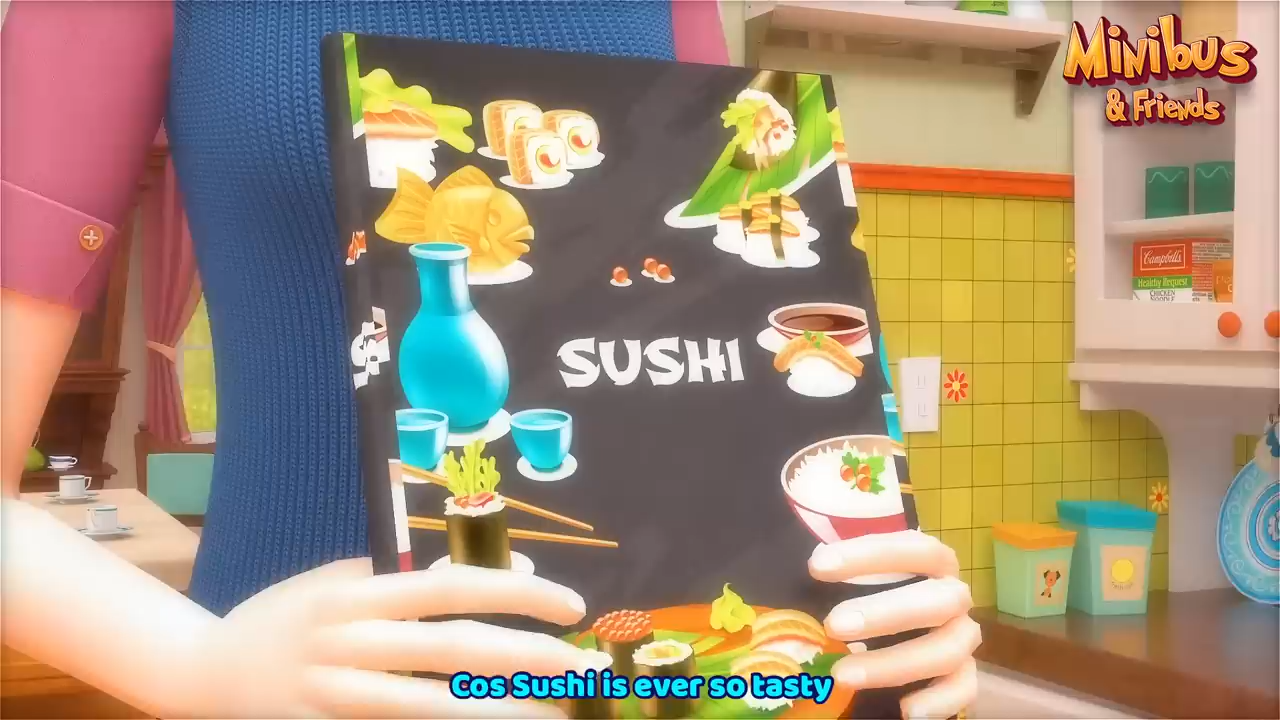 Minibus
& Friends
SUSHI
Campbell's
Healthy Request
CHICKEN
NOODLE
Cos Sushi is ever so tasty